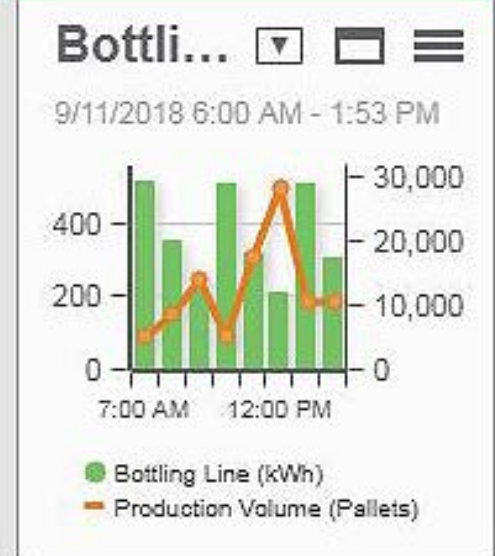 Bottli...
9/11/2018 6:00 AM - 1:53 PM
30,000
400
20,000
200
10,000
0
0
7:00 AM 12:00 PM
Bottling Line (kWh)
Production Volume (Pallets)